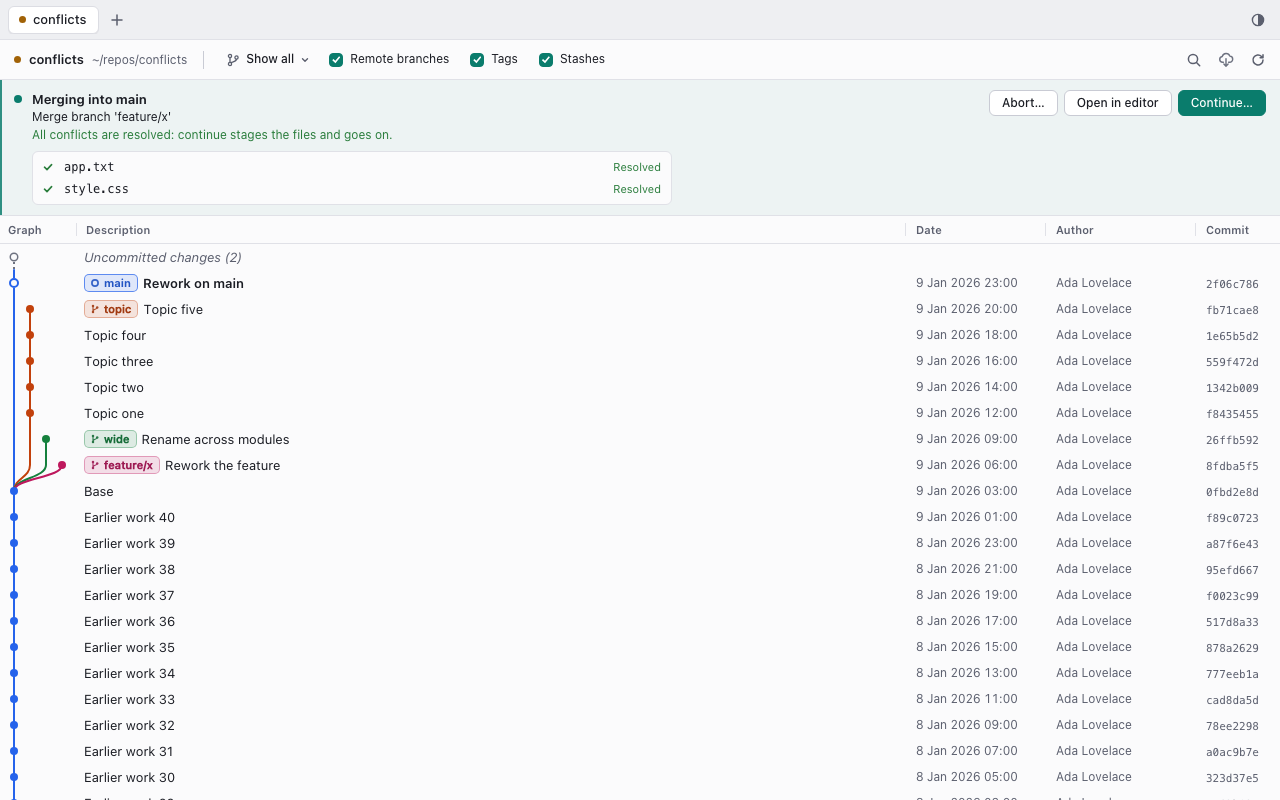 conflicts
conflicts ~/repos/conflicts Show all Remote branches Tags Stashes
Merging into main
Merge branch 'feature/x'
All conflicts are resolved: continue stages the files and goes on.
Abort... Open in editor Continue...
app.txt Resolved
style.css Resolved
Graph Description Date Author Commit
Uncommitted changes (2)
main Rework on main 9 Jan 2026 23:00 Ada Lovelace 2f06c786
topic Topic five 9 Jan 2026 20:00 Ada Lovelace fb71cae8
Topic four 9 Jan 2026 18:00 Ada Lovelace 1e65b5d2
Topic three 9 Jan 2026 16:00 Ada Lovelace 559f472d
Topic two 9 Jan 2026 14:00 Ada Lovelace 1342b009
Topic one 9 Jan 2026 12:00 Ada Lovelace f8435455
wide Rename across modules 9 Jan 2026 09:00 Ada Lovelace 26ffb592
feature/x Rework the feature 9 Jan 2026 06:00 Ada Lovelace 8fdba5f5
Base 9 Jan 2026 03:00 Ada Lovelace 0fbd2e8d
Earlier work 40 9 Jan 2026 01:00 Ada Lovelace f89c0723
Earlier work 39 8 Jan 2026 23:00 Ada Lovelace a87f6e43
Earlier work 38 8 Jan 2026 21:00 Ada Lovelace 95efd667
Earlier work 37 8 Jan 2026 19:00 Ada Lovelace f0023c99
Earlier work 36 8 Jan 2026 17:00 Ada Lovelace 517d8a33
Earlier work 35 8 Jan 2026 15:00 Ada Lovelace 878a2629
Earlier work 34 8 Jan 2026 13:00 Ada Lovelace 777eeb1a
Earlier work 33 8 Jan 2026 11:00 Ada Lovelace cad8da5d
Earlier work 32 8 Jan 2026 09:00 Ada Lovelace 78ee2298
Earlier work 31 8 Jan 2026 07:00 Ada Lovelace a0ac9b7e
Earlier work 30 8 Jan 2026 05:00 Ada Lovelace 323d37e5